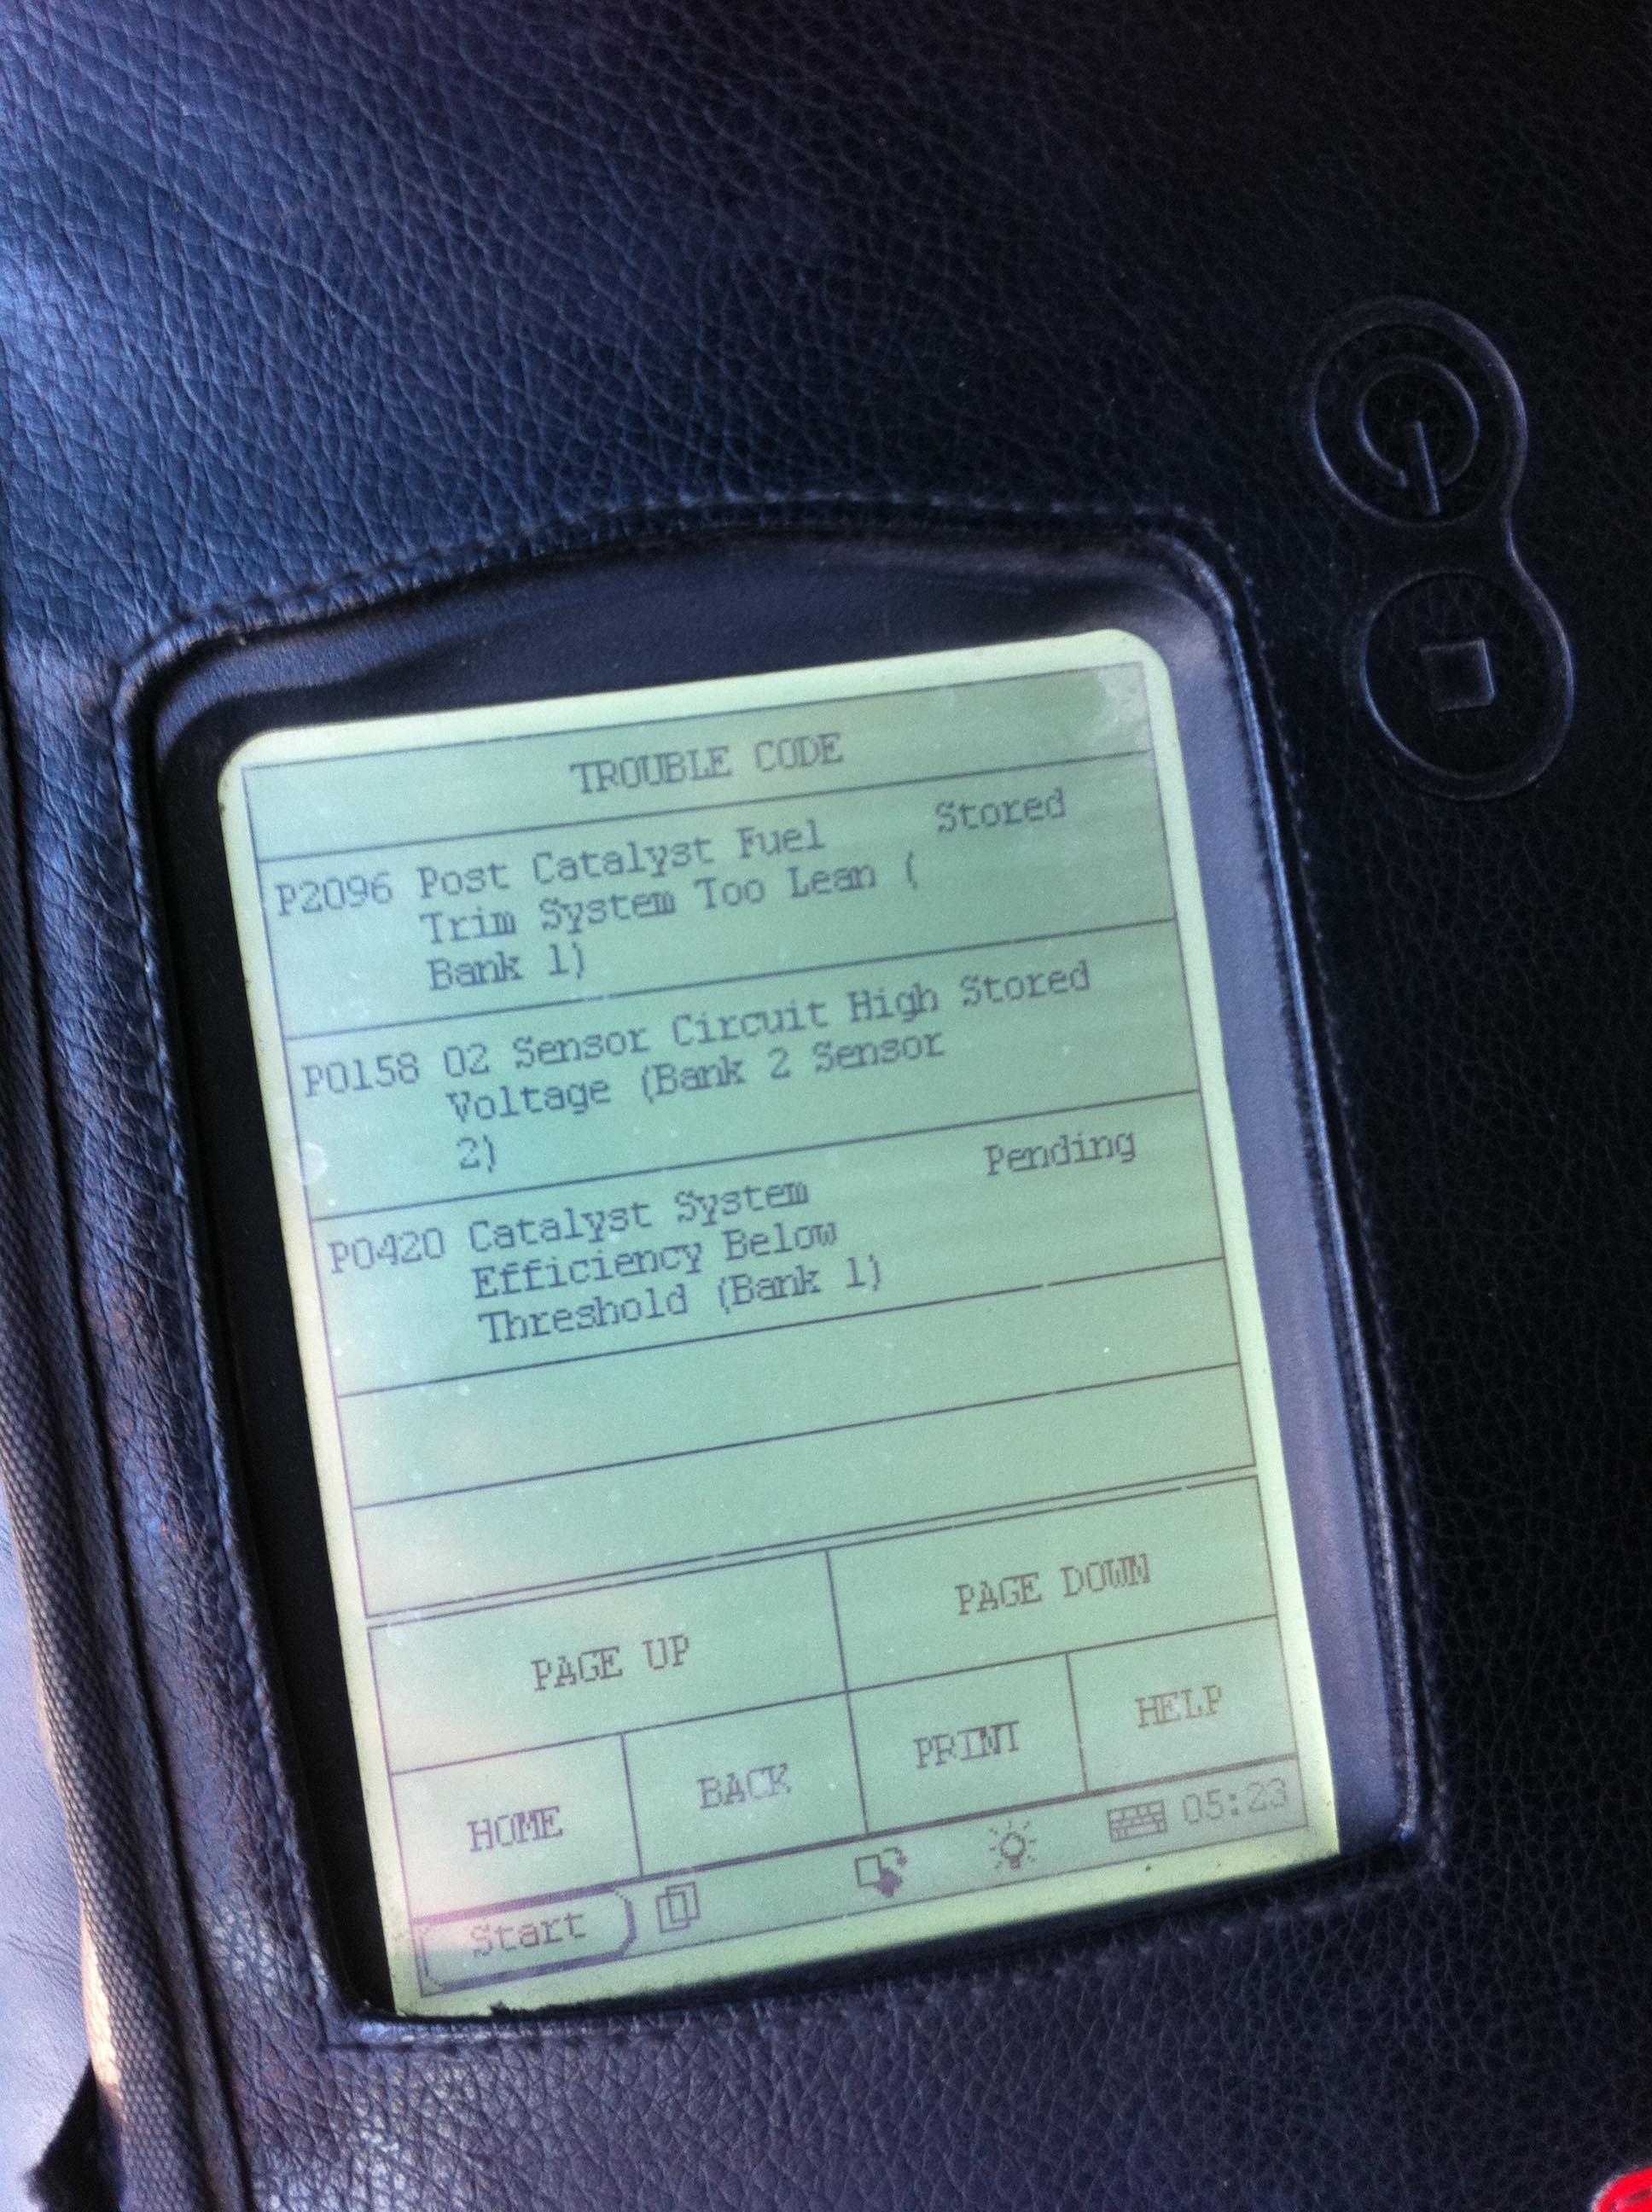 TROUBLE CODE
P2096 Post Catalyst Fuel Stored
Trim System Too Lean (
Bank 1)
P0158 O2 Sensor Circuit High Stored
Voltage (Bank 2 Sensor
2)
P0420 Catalyst System Pending
Efficiency Below
Threshold (Bank 1)
PAGE UP PAGE DOWN
HOME BACK PRINT HELP
Start 05:23